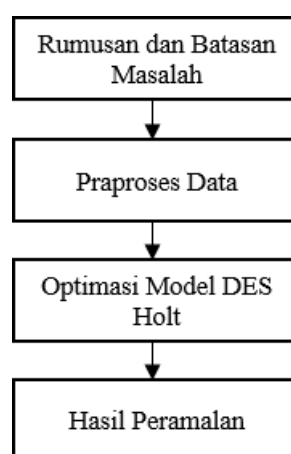 Rumusan dan Batasan
Masalah
Praproses Data
Optimasi Model DES
Holt
Hasil Peramalan